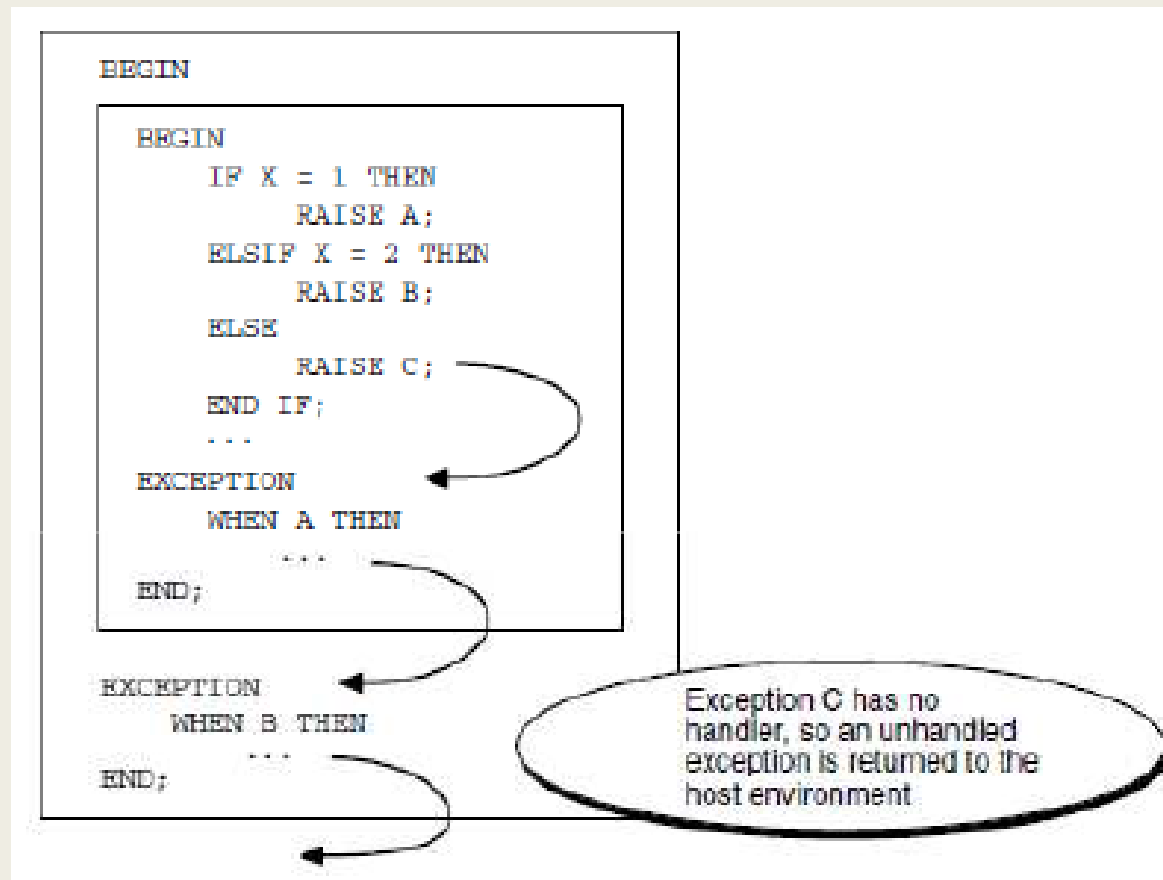 BEGIN
BEGIN
IF X = 1 THEN
RAISE A;
ELSIF X = 2 THEN
RAISE B;
ELSE
RAISE C;
END IF;
...
EXCEPTION
WHEN A THEN
...
END;
EXCEPTION
WHEN B THEN
...
END;
Exception C has no
handler, so an unhandled
exception is returned to the
host environment